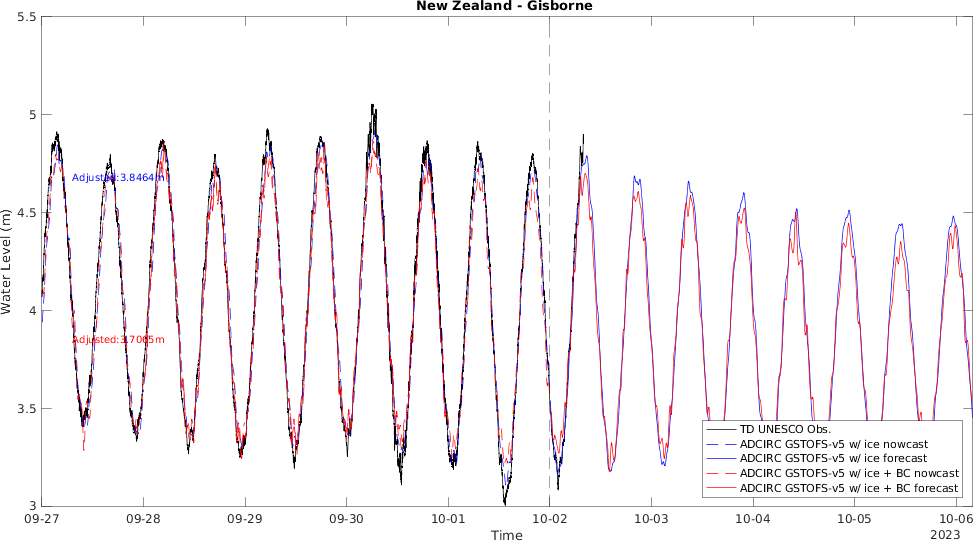 New Zealand - Gisborne
5.5
5
4.5
4
3.5
3
Water Level (m)
Adjusted:3.8464m
Adjusted:3.7065m
TD UNESCO Obs.
ADCIRC GSTOFS-v5 w/ ice nowcast
ADCIRC GSTOFS-v5 w/ ice forecast
ADCIRC GSTOFS-v5 w/ ice + BC nowcast
ADCIRC GSTOFS-v5 w/ ice + BC forecast
09-27 09-28 09-29 09-30 10-01 10-02 10-03 10-04 10-05 10-06
Time
2023